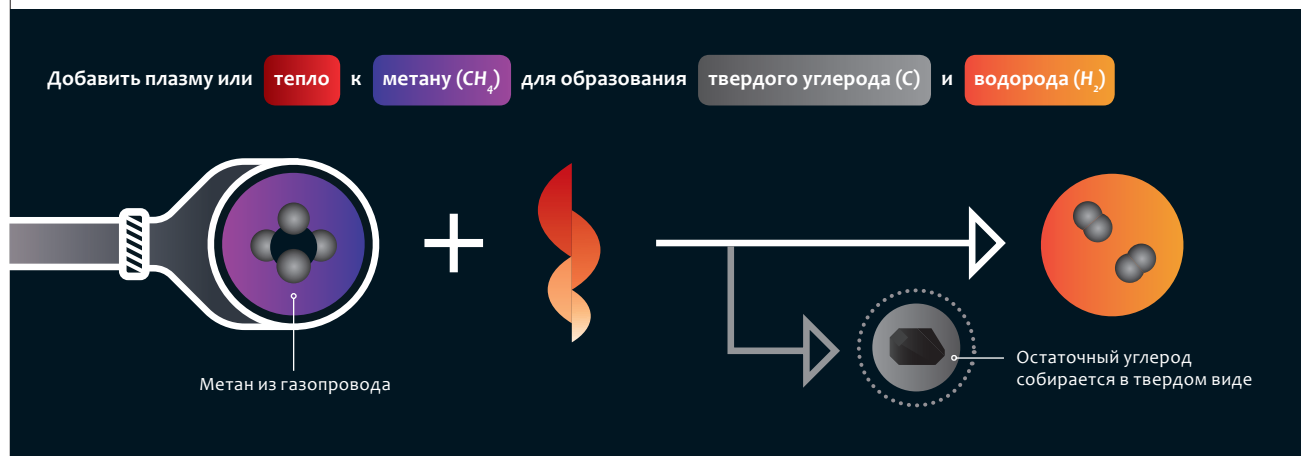 Добавить плазму или тепло к метану (CH₄) для образования твердого углерода (C) и водорода (H₂)
Метан из газопровода
Остаточный углерод
собирается в твердом виде